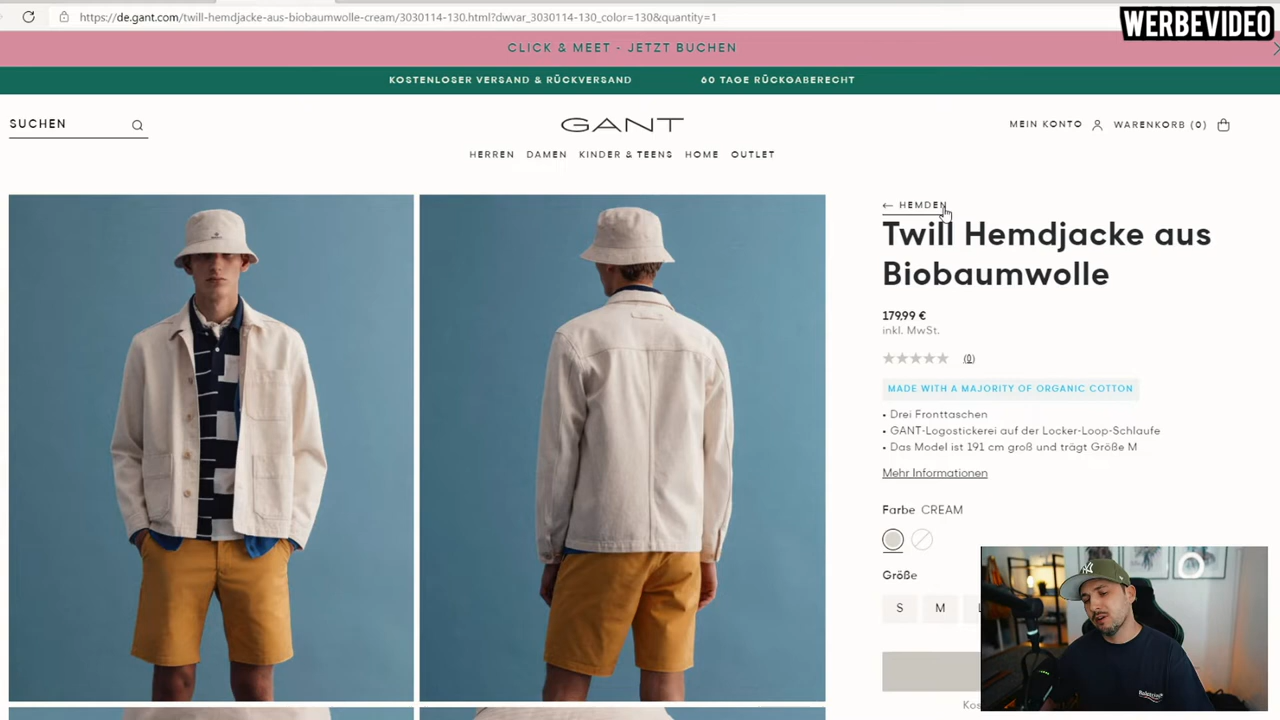 https://de.gant.com/twill-hemdjacke-aus-biobaumwolle-cream/3030114-130.html?dwvar_3030114-130_color=130&quantity=1
WERBEVIDEO
CLICK & MEET - JETZT BUCHEN
KOSTENLOSER VERSAND & RÜCKVERSAND
60 TAGE RÜCKGABERECHT
SUCHEN
GANT
MEIN KONTO
WARENKORB (0)
HERREN DAMEN KINDER & TEENS HOME OUTLET
← HEMDEN
Twill Hemdjacke aus
Biobaumwolle
179,99 €
inkl. MwSt.
(0)
MADE WITH A MAJORITY OF ORGANIC COTTON
• Drei Fronttaschen
• GANT-Logostickerei auf der Locker-Loop-Schlaufe
• Das Model ist 191 cm groß und trägt Größe M
Mehr Informationen
Farbe CREAM
Größe
S M